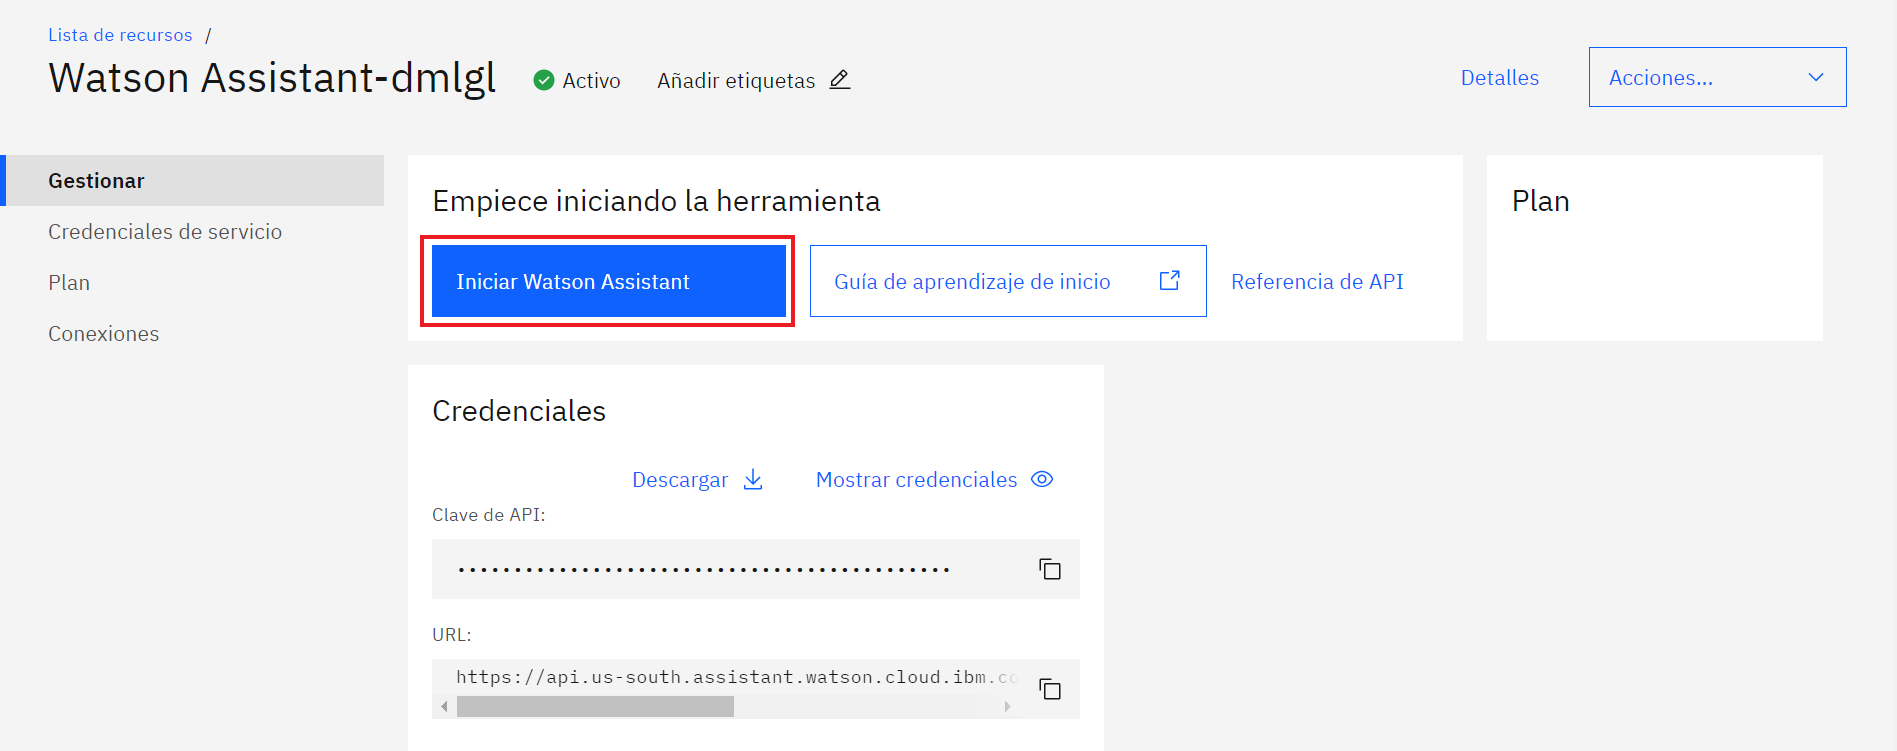 Lista de recursos /
Watson Assistant-dmlgl
Activo
Añadir etiquetas
Detalles
Acciones...
Gestionar
Credenciales de servicio
Plan
Conexiones
Empiece iniciando la herramienta
Iniciar Watson Assistant
Guía de aprendizaje de inicio
Referencia de API
Plan
Credenciales
Descargar
Mostrar credenciales
Clave de API:
••••••••••••••••••••••••••••••••••••••••••••
URL:
https://api.us-south.assistant.watson.cloud.ibm.co